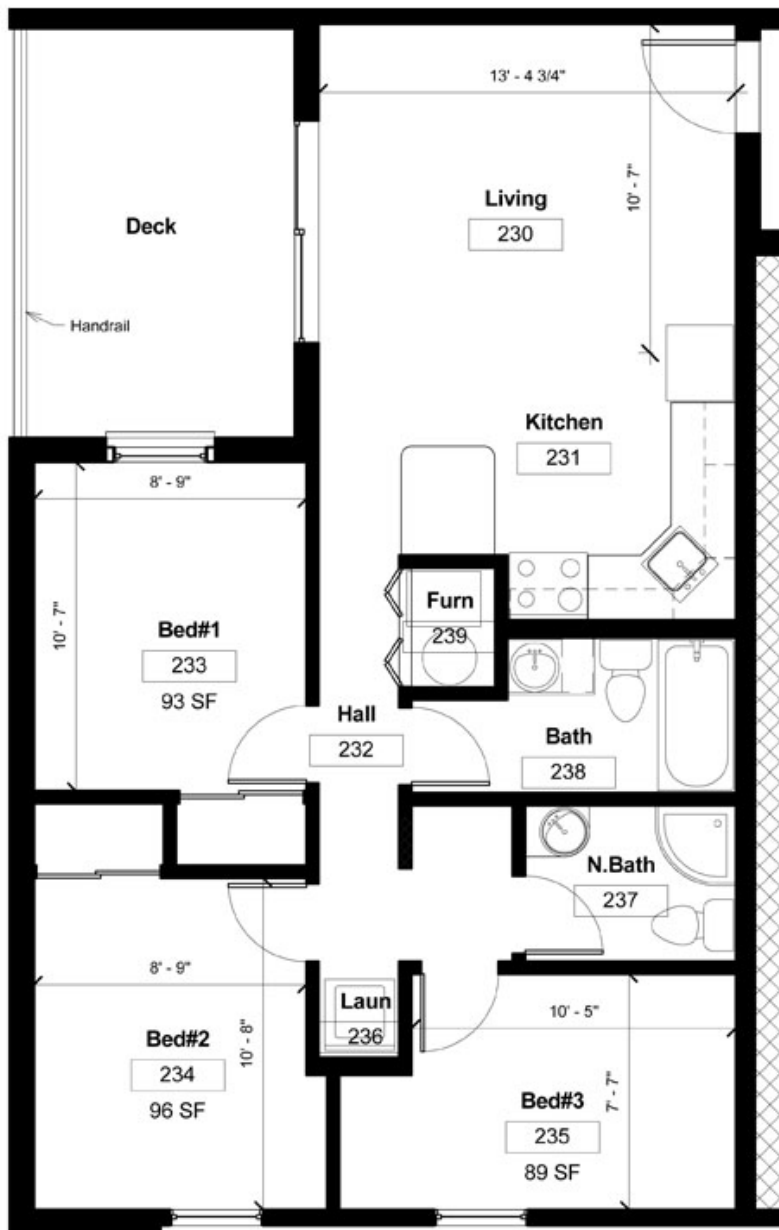 13' - 4 3/4"
10' - 7"
Living
230
Deck
Handrail
Kitchen
231
8' - 9"
10' - 7"
Bed#1
233
93 SF
Furn
239
Hall
232
Bath
238
N.Bath
237
8' - 9"
10' - 8"
Bed#2
234
96 SF
Laun
236
10' - 5"
7' - 7"
Bed#3
235
89 SF